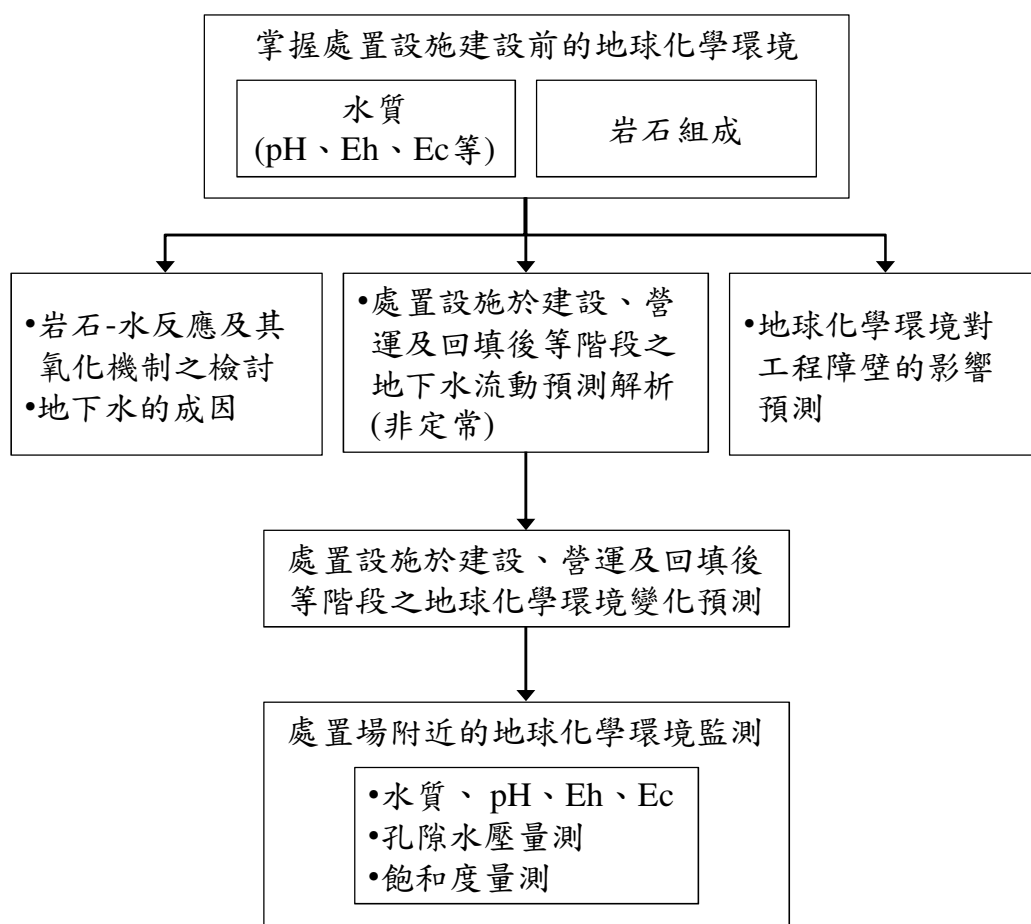 掌握處置設施建設前的地球化學環境
水質
(pH、Eh、Ec等)
岩石組成
•岩石-水反應及其
氧化機制之檢討
•地下水的成因
•處置設施於建設、營
運及回填後等階段之
地下水流動預測解析
(非定常)
•地球化學環境對
工程障壁的影響
預測
處置設施於建設、營運及回填後
等階段之地球化學環境變化預測
處置場附近的地球化學環境監測
•水質、 pH、Eh、Ec
•孔隙水壓量測
•飽和度量測